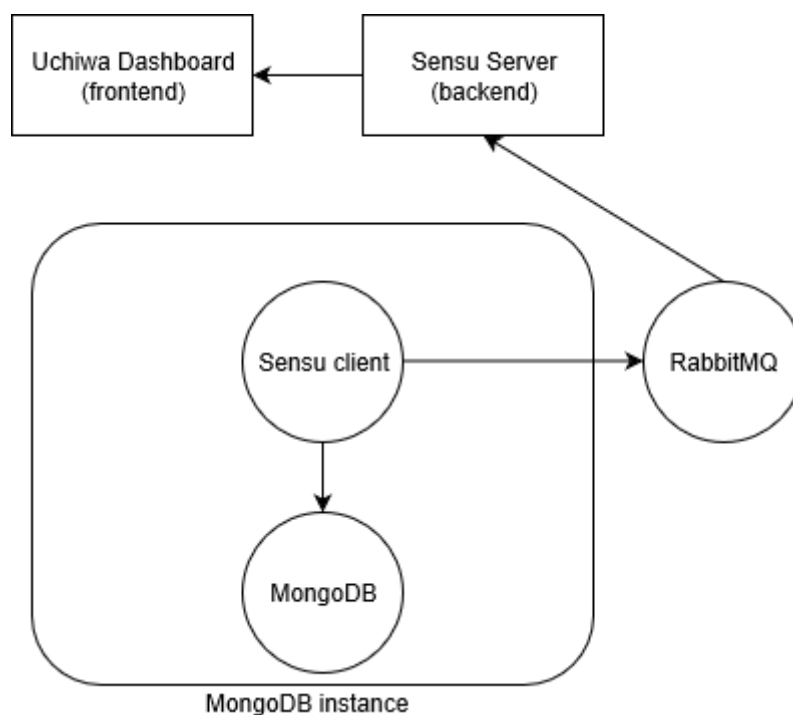 Uchiwa Dashboard
(frontend)
Sensu Server
(backend)
Sensu client
RabbitMQ
MongoDB
MongoDB instance